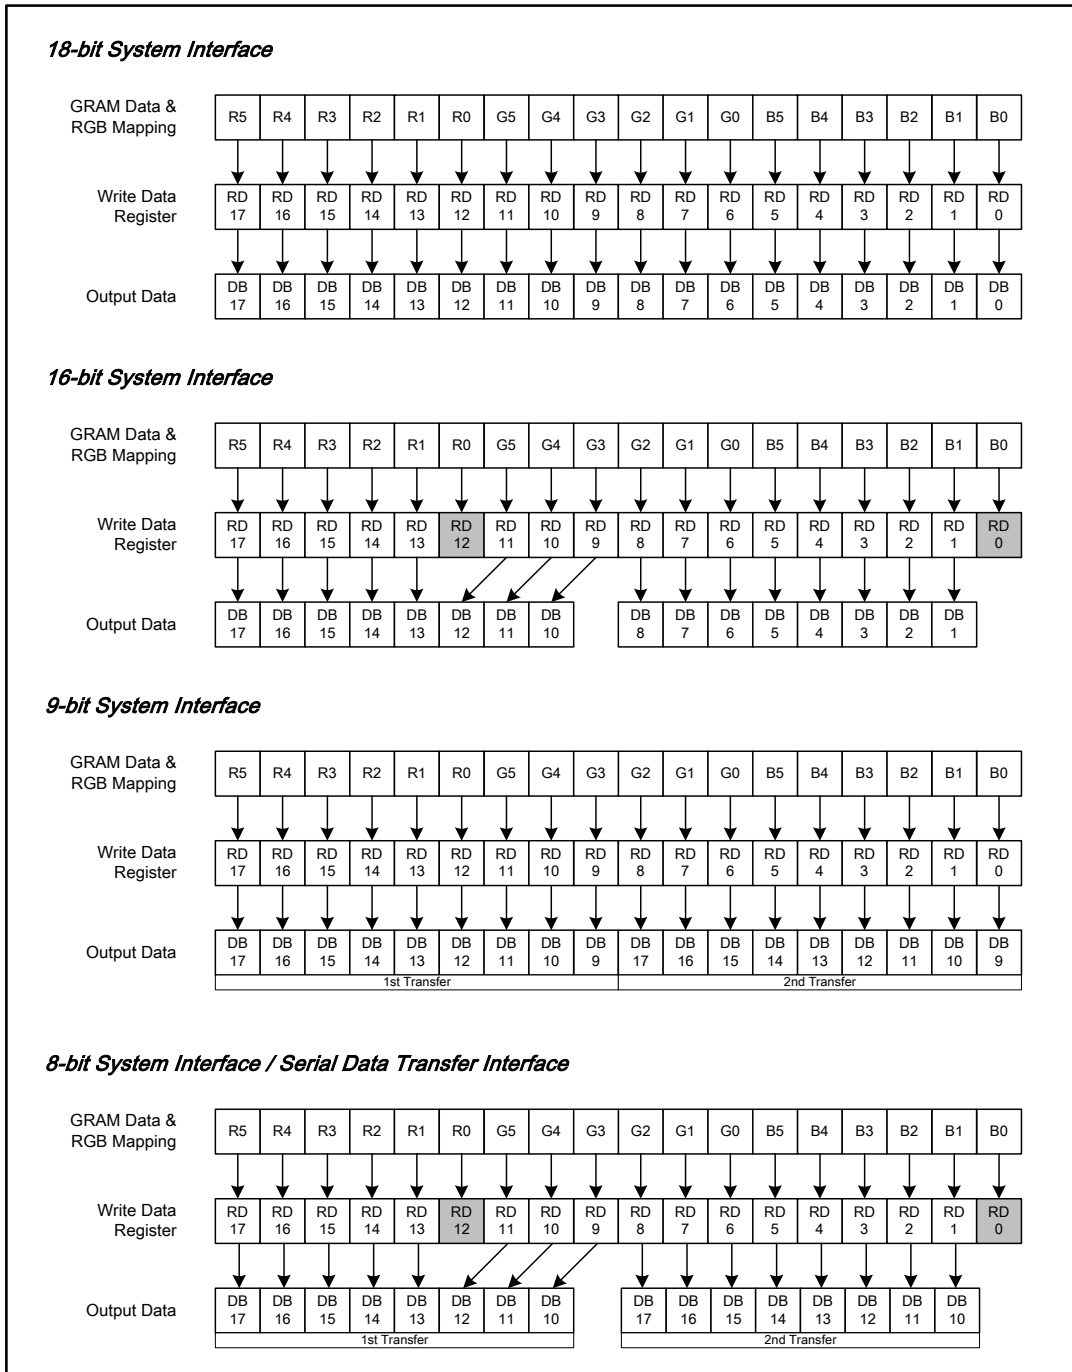 18-bit System Interface
GRAM Data &
RGB Mapping
R5 R4 R3 R2 R1 R0 G5 G4 G3 G2 G1 G0 B5 B4 B3 B2 B1 B0
Write Data
Register
RD RD RD RD RD RD RD RD RD RD RD RD RD RD RD RD RD RD
17 16 15 14 13 12 11 10 9 8 7 6 5 4 3 2 1 0
Output Data
DB DB DB DB DB DB DB DB DB DB DB DB DB DB DB DB DB DB
17 16 15 14 13 12 11 10 9 8 7 6 5 4 3 2 1 0
16-bit System Interface
GRAM Data &
RGB Mapping
R5 R4 R3 R2 R1 R0 G5 G4 G3 G2 G1 G0 B5 B4 B3 B2 B1 B0
Write Data
Register
RD RD RD RD RD RD RD RD RD RD RD RD RD RD RD RD RD RD
17 16 15 14 13 12 11 10 9 8 7 6 5 4 3 2 1 0
Output Data
DB DB DB DB DB DB DB DB DB DB DB DB DB DB DB DB
17 16 15 14 13 12 11 10 8 7 6 5 4 3 2 1
9-bit System Interface
GRAM Data &
RGB Mapping
R5 R4 R3 R2 R1 R0 G5 G4 G3 G2 G1 G0 B5 B4 B3 B2 B1 B0
Write Data
Register
RD RD RD RD RD RD RD RD RD RD RD RD RD RD RD RD RD RD
17 16 15 14 13 12 11 10 9 8 7 6 5 4 3 2 1 0
Output Data
DB DB DB DB DB DB DB DB DB DB DB DB DB DB DB DB DB DB
17 16 15 14 13 12 11 10 9 17 16 15 14 13 12 11 10 9
1st Transfer 2nd Transfer
8-bit System Interface / Serial Data Transfer Interface
GRAM Data &
RGB Mapping
R5 R4 R3 R2 R1 R0 G5 G4 G3 G2 G1 G0 B5 B4 B3 B2 B1 B0
Write Data
Register
RD RD RD RD RD RD RD RD RD RD RD RD RD RD RD RD RD RD
17 16 15 14 13 12 11 10 9 8 7 6 5 4 3 2 1 0
Output Data
DB DB DB DB DB DB DB DB DB DB DB DB DB DB DB DB
17 16 15 14 13 12 11 10 17 16 15 14 13 12 11 10
1st Transfer 2nd Transfer